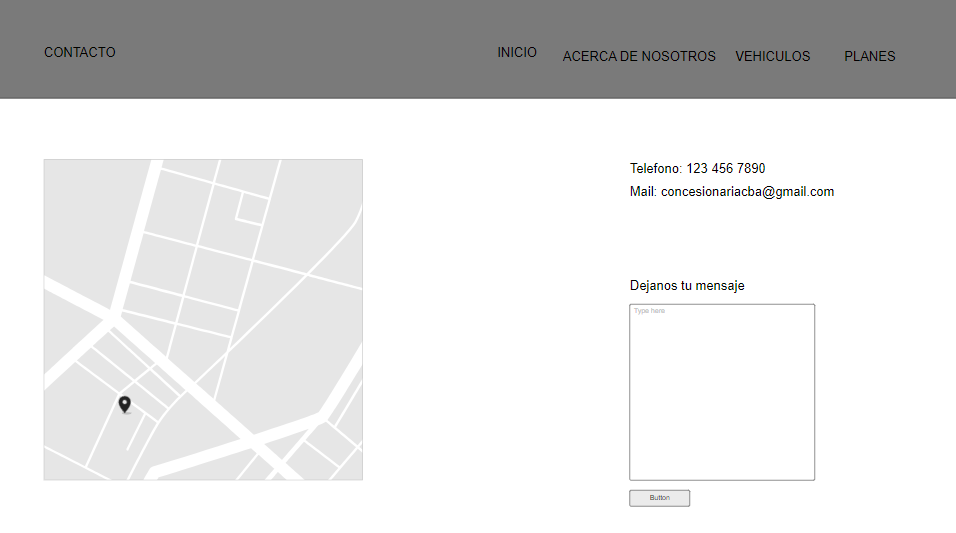 CONTACTO
INICIO
ACERCA DE NOSOTROS
VEHICULOS
PLANES
Telefono: 123 456 7890
Mail: concesionariacba@gmail.com
Dejanos tu mensaje
Type here
Button